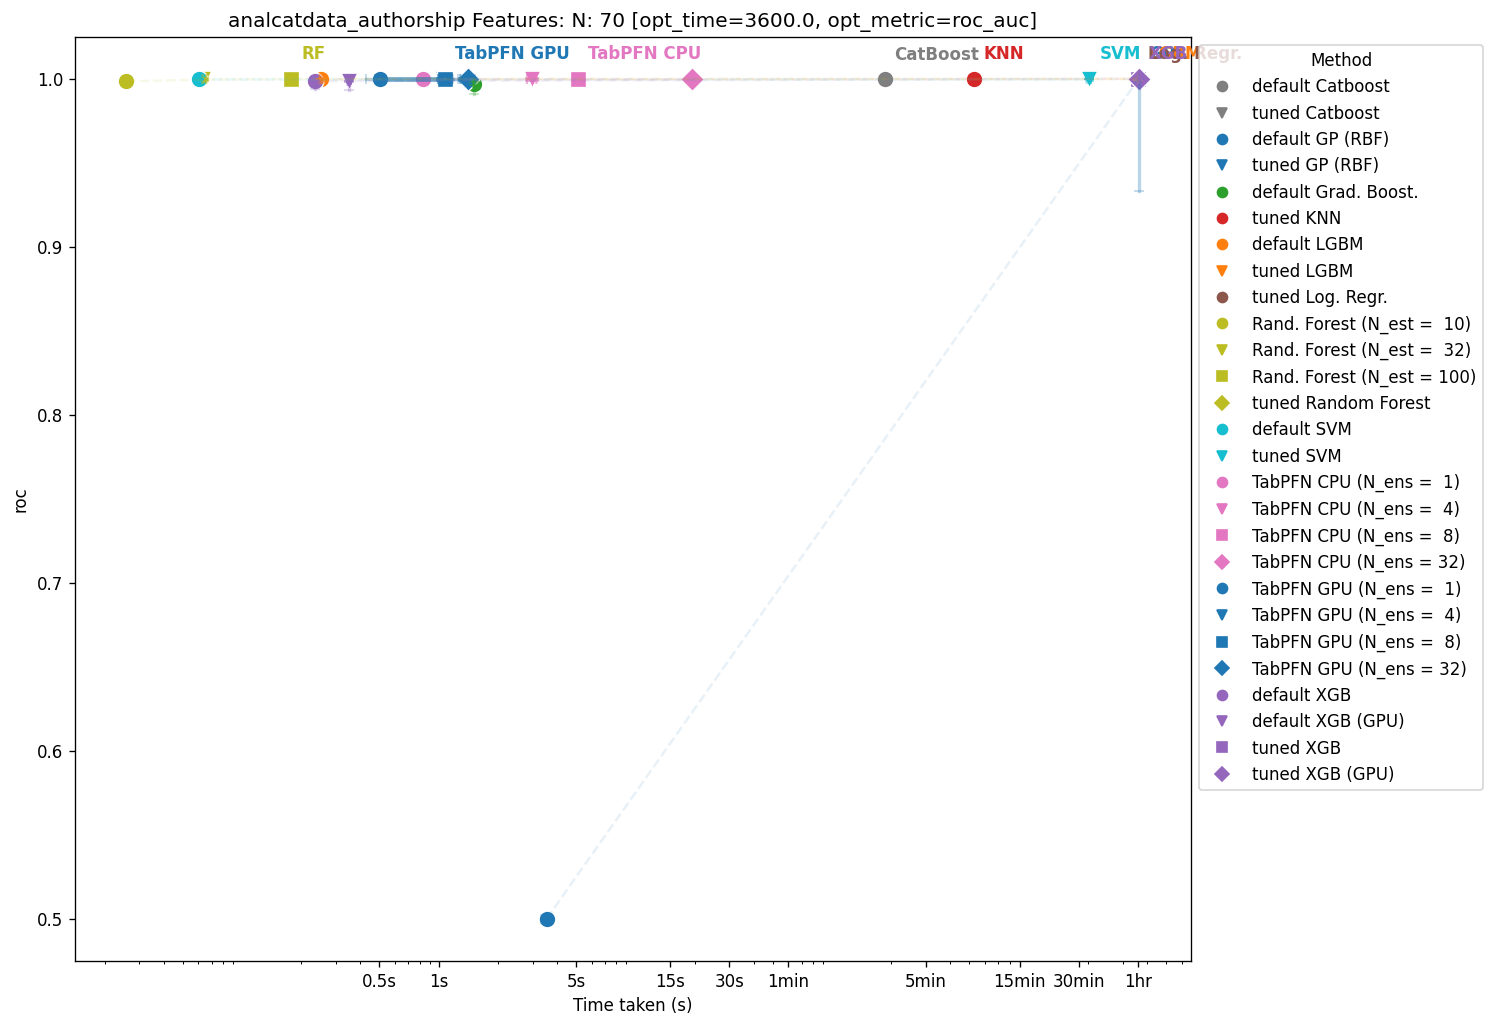 analcatdata_authorship Features: N: 70 [opt_time=3600.0, opt_metric=roc_auc]
RF TabPFN GPU TabPFN CPU CatBoost KNN SVM Regr.
1.0
0.9
0.8
0.7
0.6
0.5
roc
0.5s 1s 5s 15s 30s 1min 5min 15min 30min 1hr
Time taken (s)
Method
default Catboost
tuned Catboost
default GP (RBF)
tuned GP (RBF)
default Grad. Boost.
tuned KNN
default LGBM
tuned LGBM
tuned Log. Regr.
Rand. Forest (N_est =  10)
Rand. Forest (N_est =  32)
Rand. Forest (N_est = 100)
tuned Random Forest
default SVM
tuned SVM
TabPFN CPU (N_ens =  1)
TabPFN CPU (N_ens =  4)
TabPFN CPU (N_ens =  8)
TabPFN CPU (N_ens = 32)
TabPFN GPU (N_ens =  1)
TabPFN GPU (N_ens =  4)
TabPFN GPU (N_ens =  8)
TabPFN GPU (N_ens = 32)
default XGB
default XGB (GPU)
tuned XGB
tuned XGB (GPU)